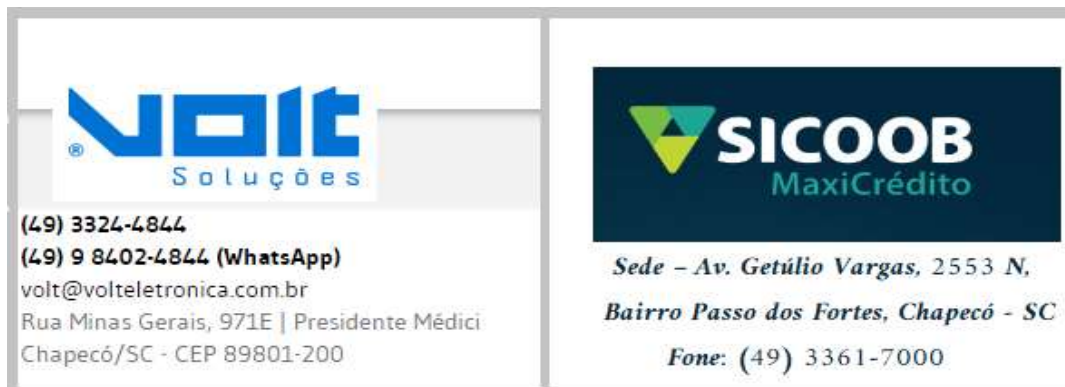 volt
®
Soluções
(49) 3324-4844
(49) 9 8402-4844 (WhatsApp)
volt@volteletronica.com.br
Rua Minas Gerais, 971E | Presidente Médici
Chapecó/SC - CEP 89801-200
SICOOB
MaxiCrédito
Sede – Av. Getúlio Vargas, 2553 N,
Bairro Passo dos Fortes, Chapecó - SC
Fone: (49) 3361-7000